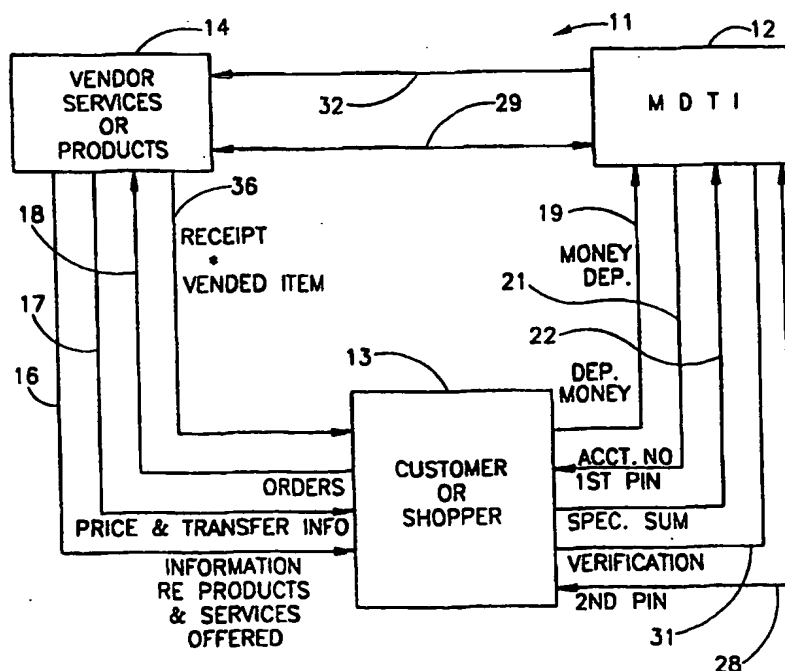 14
11
12
VENDOR
SERVICES
OR
PRODUCTS
32
MDTI
29
36
18
RECEIPT
*
VENDED ITEM
19
MONEY
DEP.
17
21
22
16
13
DEP.
MONEY
CUSTOMER
OR
SHOPPER
ACCT. NO
1ST PIN
ORDERS
PRICE & TRANSFER INFO
SPEC. SUM
INFORMATION
RE PRODUCTS
& SERVICES
OFFERED
VERIFICATION
2ND PIN
31
28